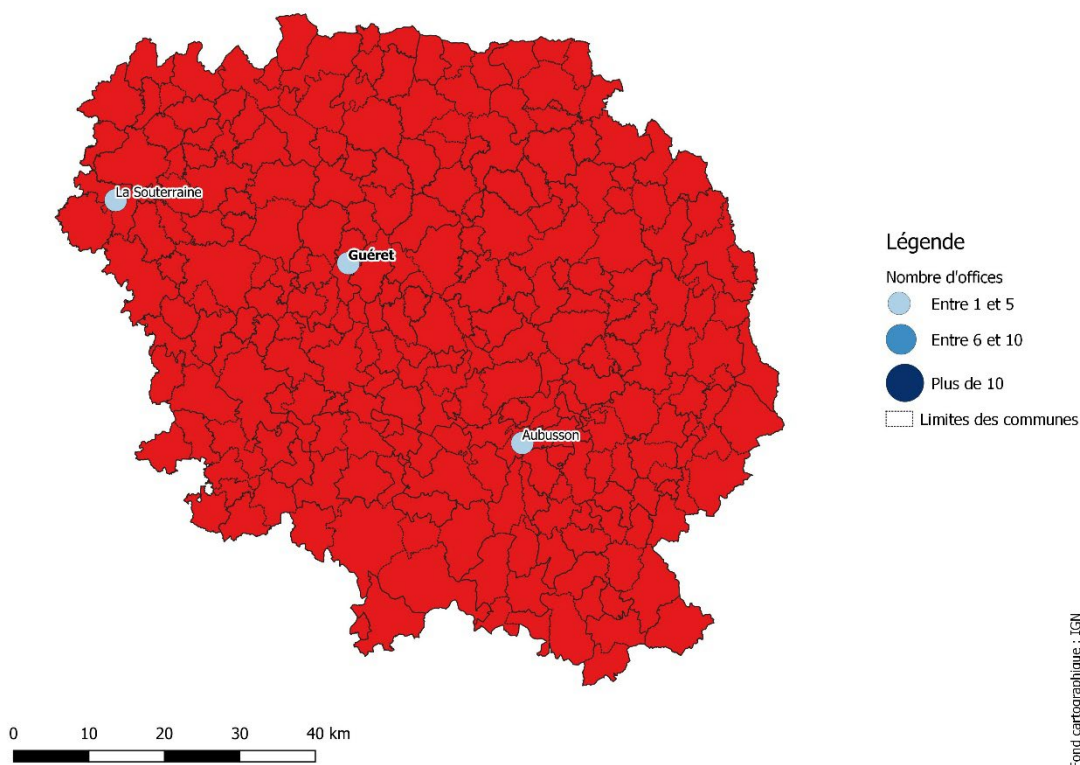 La Souterraine
Guéret
Aubusson
Légende
Nombre d'offices
Entre 1 et 5
Entre 6 et 10
Plus de 10
Limites des communes
0 10 20 30 40 km
Fond cartographique : IGN